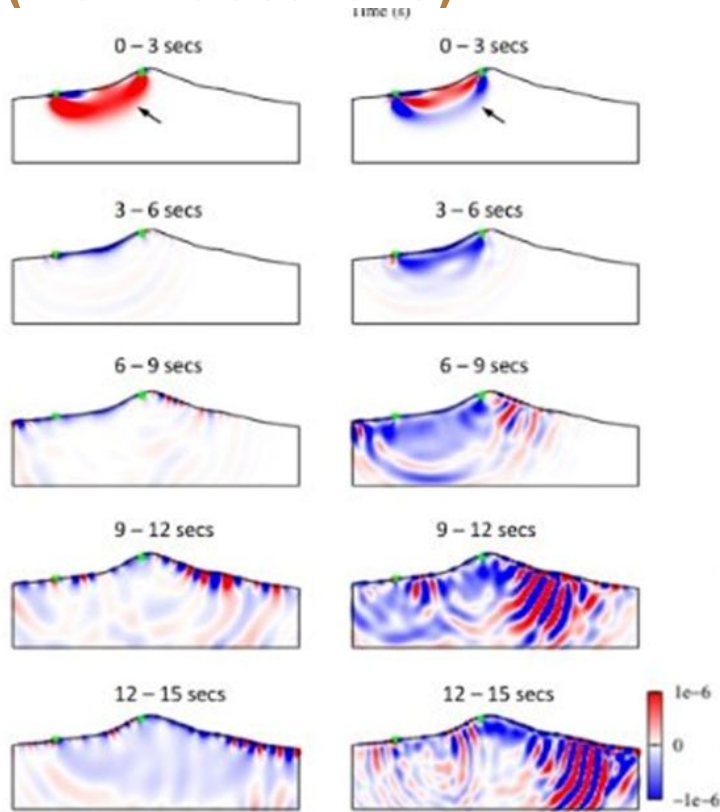 Time (s)
0 – 3 secs 0 – 3 secs
3 – 6 secs 3 – 6 secs
6 – 9 secs 6 – 9 secs
9 – 12 secs 9 – 12 secs
12 – 15 secs 12 – 15 secs
1e−6
0
−1e−6